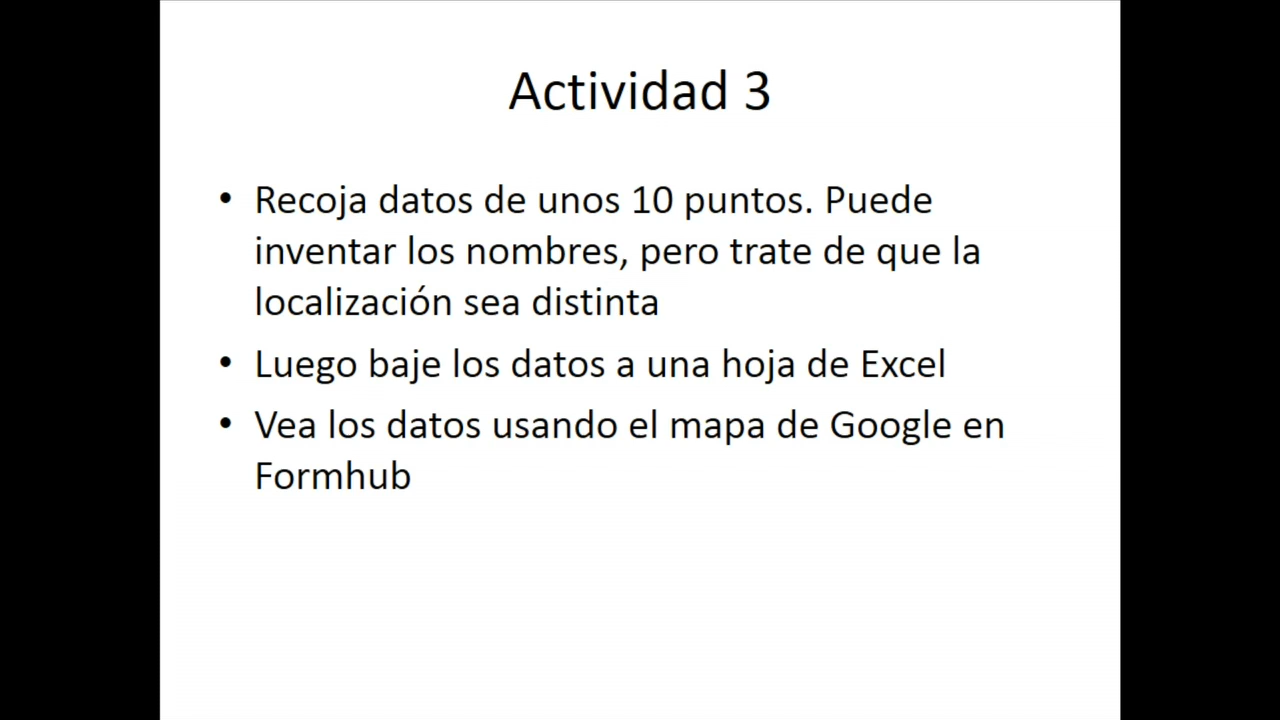 Actividad 3
• Recoja datos de unos 10 puntos. Puede
inventar los nombres, pero trate de que la
localización sea distinta
• Luego baje los datos a una hoja de Excel
• Vea los datos usando el mapa de Google en
Formhub